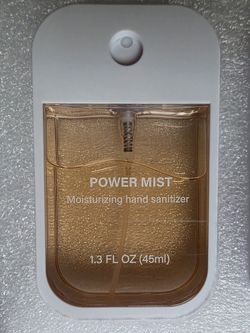 POWER MIST
Moisturizing hand sanitizer
1.3 FL OZ (45ml)